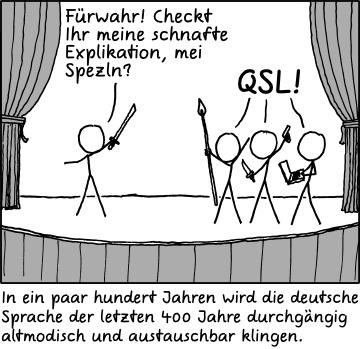 Fürwahr! Checkt
Ihr meine schnafte
Explikation, mei
Spezln?
QSL!
In ein paar hundert Jahren wird die deutsche
Sprache der letzten 400 Jahre durchgängig
altmodisch und austauschbar klingen.